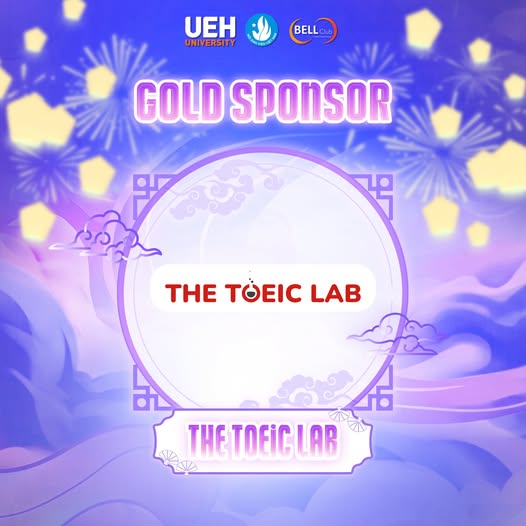 UEH
UNIVERSITY
BELL Club
GOLD SPONSOR
THE TOEIC LAB
THE TOEiC LAB